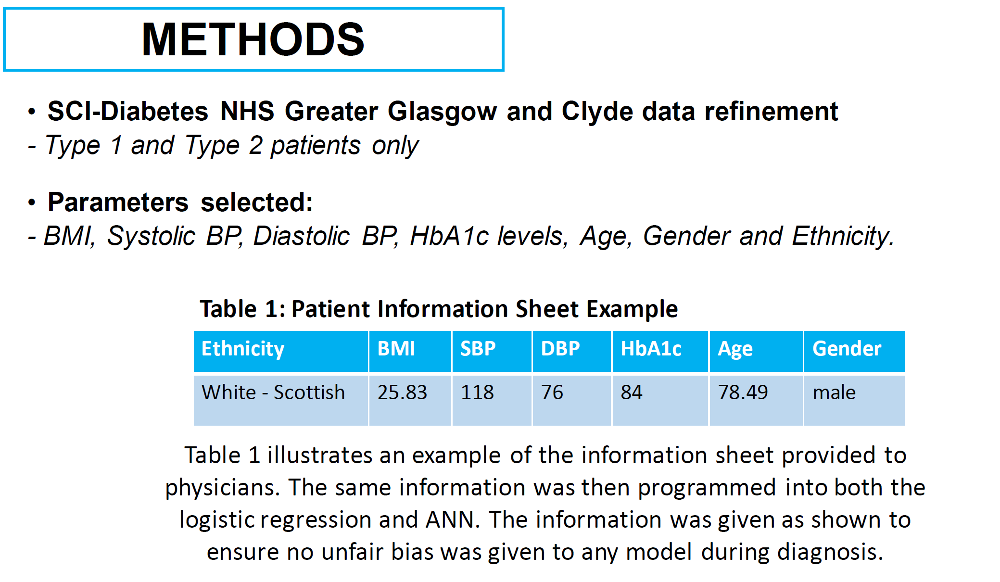 METHODS
• SCI-Diabetes NHS Greater Glasgow and Clyde data refinement
- Type 1 and Type 2 patients only
• Parameters selected:
- BMI, Systolic BP, Diastolic BP, HbA1c levels, Age, Gender and Ethnicity.
Table 1: Patient Information Sheet Example
Ethnicity BMI SBP DBP HbA1c Age Gender
White - Scottish 25.83 118 76 84 78.49 male
Table 1 illustrates an example of the information sheet provided to
physicians. The same information was then programmed into both the
logistic regression and ANN. The information was given as shown to
ensure no unfair bias was given to any model during diagnosis.